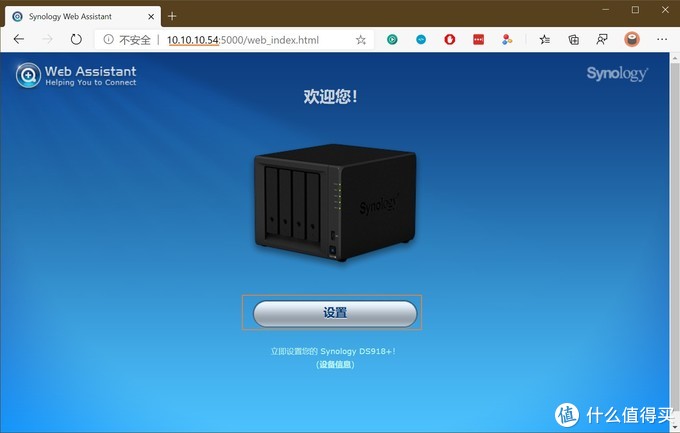 Synology Web Assistant
不安全
10.10.10.54:5000/web_index.html
Web Assistant
Helping You to Connect
Synology
欢迎您！
Synology
设置
立即设置您的 Synology DS918+!
(设备信息)
值 什么值得买